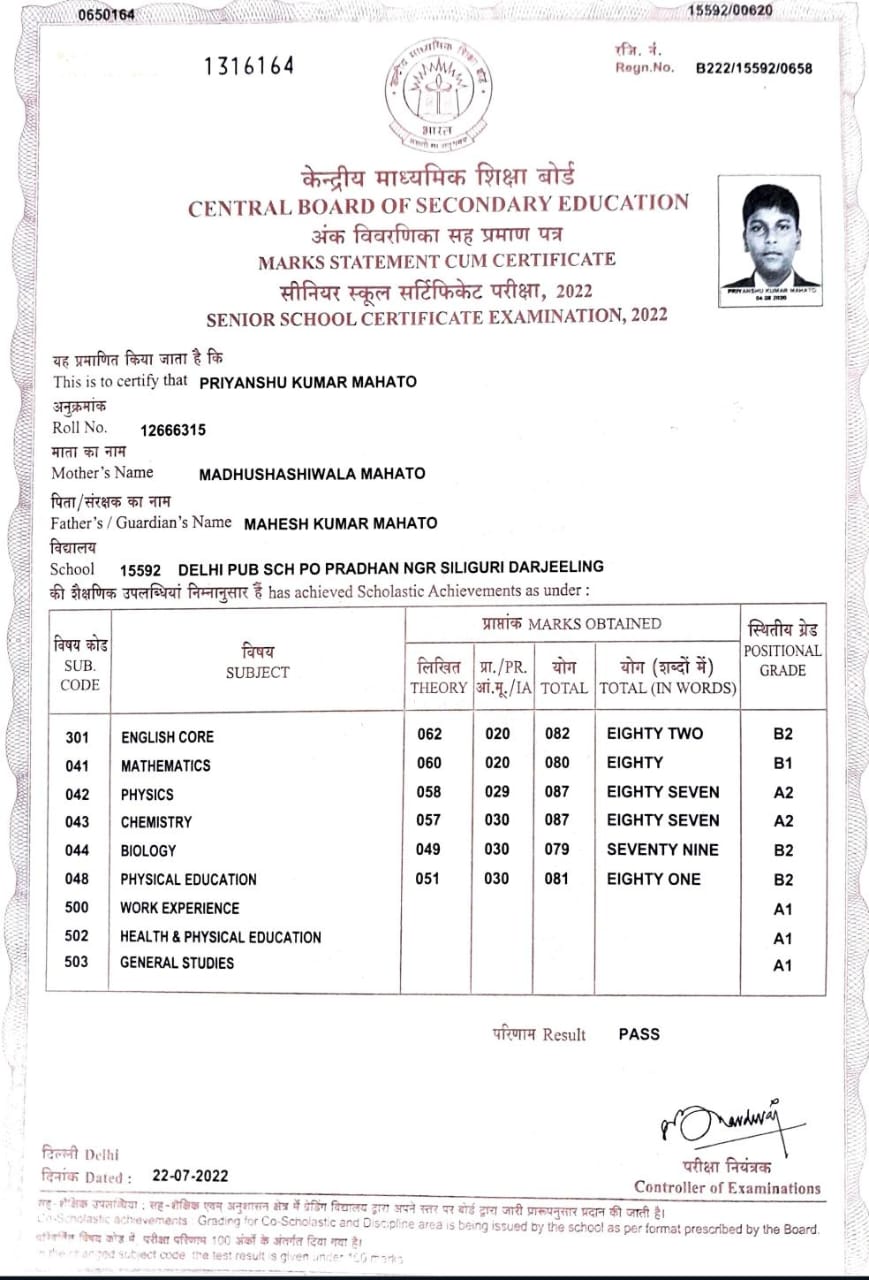 0650164
15592/00620
1316164
रजि. नं.
Regn.No. B222/15592/0658
भारत
केन्द्रीय माध्यमिक शिक्षा बोर्ड
CENTRAL BOARD OF SECONDARY EDUCATION
अंक विवरणिका सह प्रमाण पत्र
MARKS STATEMENT CUM CERTIFICATE
सीनियर स्कूल सर्टिफिकेट परीक्षा, 2022
SENIOR SCHOOL CERTIFICATE EXAMINATION, 2022
PRIYANSHU KUMAR MAHATO
यह प्रमाणित किया जाता है कि
This is to certify that PRIYANSHU KUMAR MAHATO
अनुक्रमांक
Roll No. 12666315
माता का नाम
Mother's Name MADHUSHASHIWALA MAHATO
पिता/संरक्षक का नाम
Father's / Guardian's Name MAHESH KUMAR MAHATO
विद्यालय
School 15592 DELHI PUB SCH PO PRADHAN NGR SILIGURI DARJEELING
की शैक्षणिक उपलब्धियां निम्नानुसार हैं has achieved Scholastic Achievements as under :
विषय कोड
SUB.
CODE
विषय
SUBJECT
प्राप्तांक MARKS OBTAINED
लिखित
THEORY
प्रा./PR.
आं.मू./IA
योग
TOTAL
योग (शब्दों में)
TOTAL (IN WORDS)
स्थितीय ग्रेड
POSITIONAL
GRADE
301 ENGLISH CORE 062 020 082 EIGHTY TWO B2
041 MATHEMATICS 060 020 080 EIGHTY B1
042 PHYSICS 058 029 087 EIGHTY SEVEN A2
043 CHEMISTRY 057 030 087 EIGHTY SEVEN A2
044 BIOLOGY 049 030 079 SEVENTY NINE B2
048 PHYSICAL EDUCATION 051 030 081 EIGHTY ONE B2
500 WORK EXPERIENCE A1
502 HEALTH & PHYSICAL EDUCATION A1
503 GENERAL STUDIES A1
परिणाम Result PASS
दिल्ली Delhi
दिनांक Dated : 22-07-2022
परीक्षा नियंत्रक
Controller of Examinations
सह-शैक्षिक उपलब्धियां : सह-शैक्षिक एवम् अनुशासन क्षेत्र में ग्रेडिंग विद्यालय द्वारा अपने स्तर पर बोर्ड द्वारा जारी प्रारूपनुसार प्रदान की जाती है।
Co-Scholastic achievements : Grading for Co-Scholastic and Discipline area is being issued by the school as per format prescribed by the Board.
विषय कोड में परीक्षा परिणाम 100 अंकों के अंतर्गत दिया गया है।
subject code the test result is given under 100 marks